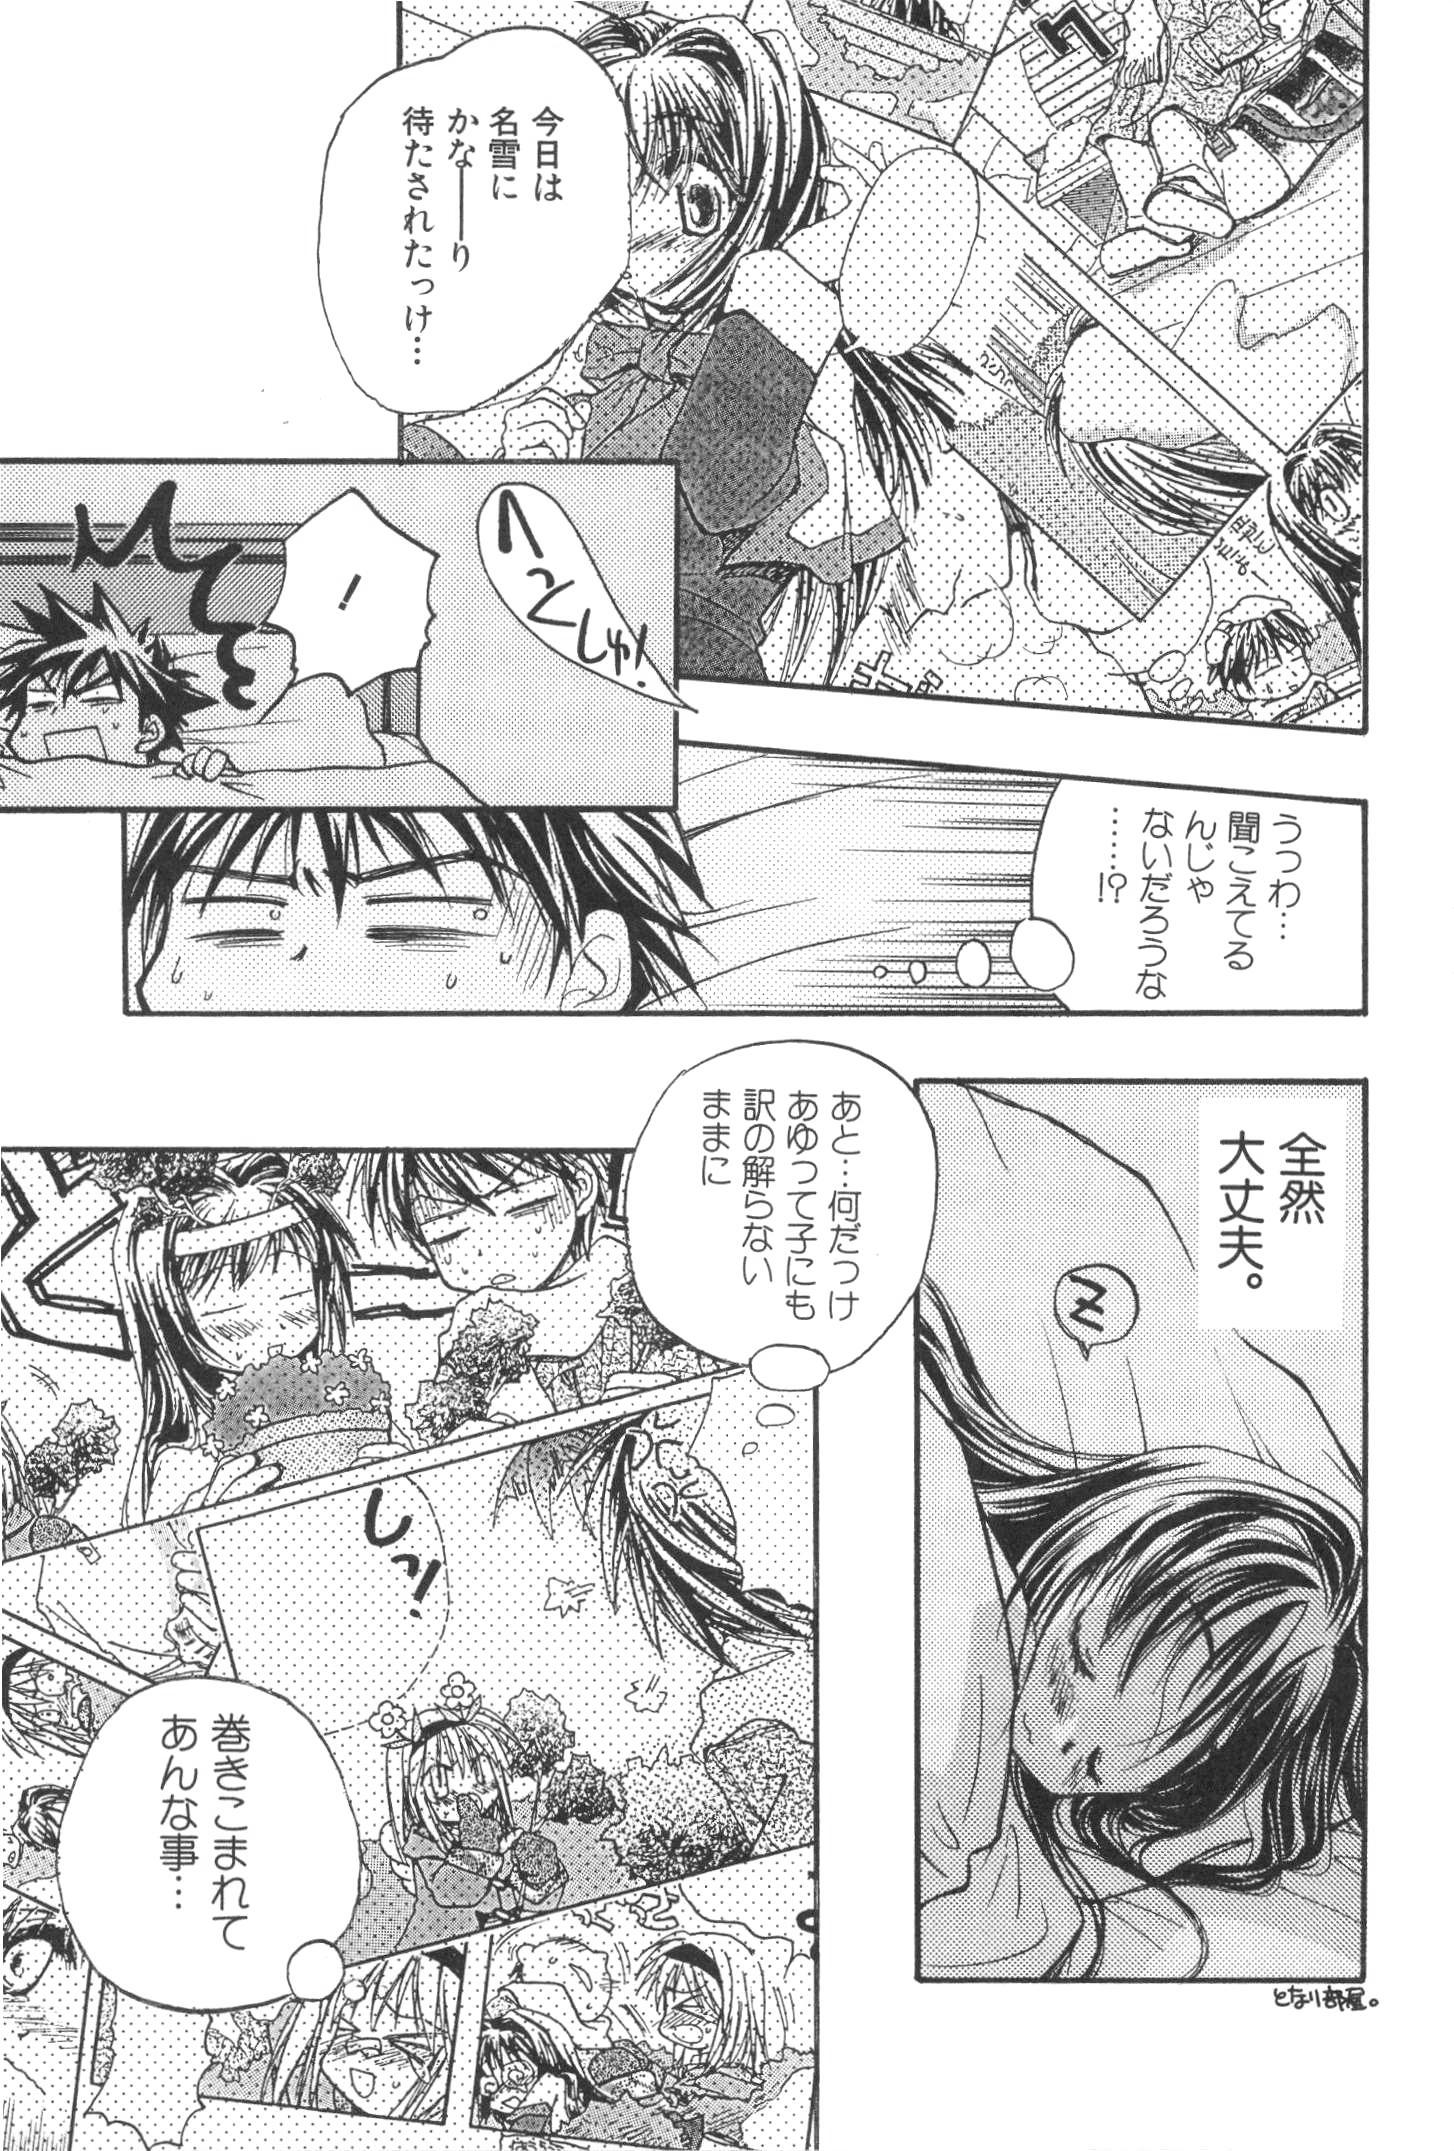 今日は
名雪に
かなーーり
待たされたっけ…
ヘっくしゅ!
!
うっわ…
聞こえてる
んじゃ
ないだろうな
……!?
全然
大丈夫。
Z
となり部屋。
あと…何だっけ
あゆって子にも
訳の解らない
ままに
しっ!
巻きこまれて
あんな事…